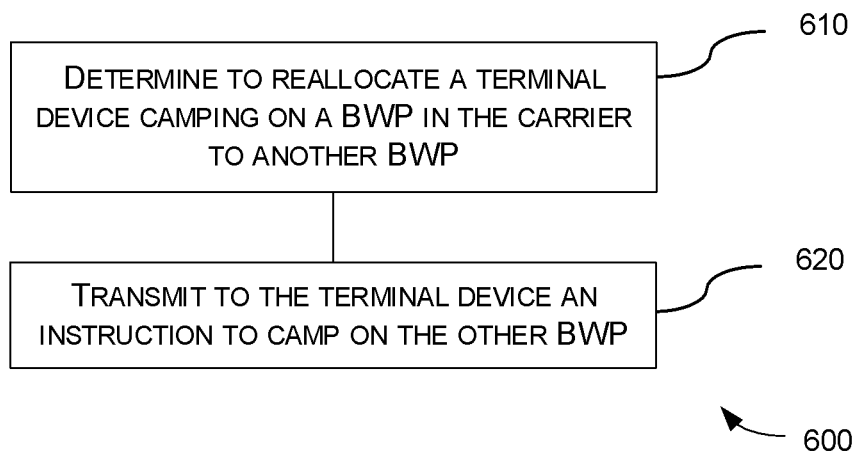 610
DETERMINE TO REALLOCATE A TERMINAL
DEVICE CAMPING ON A BWP IN THE CARRIER
TO ANOTHER BWP
620
TRANSMIT TO THE TERMINAL DEVICE AN
INSTRUCTION TO CAMP ON THE OTHER BWP
600